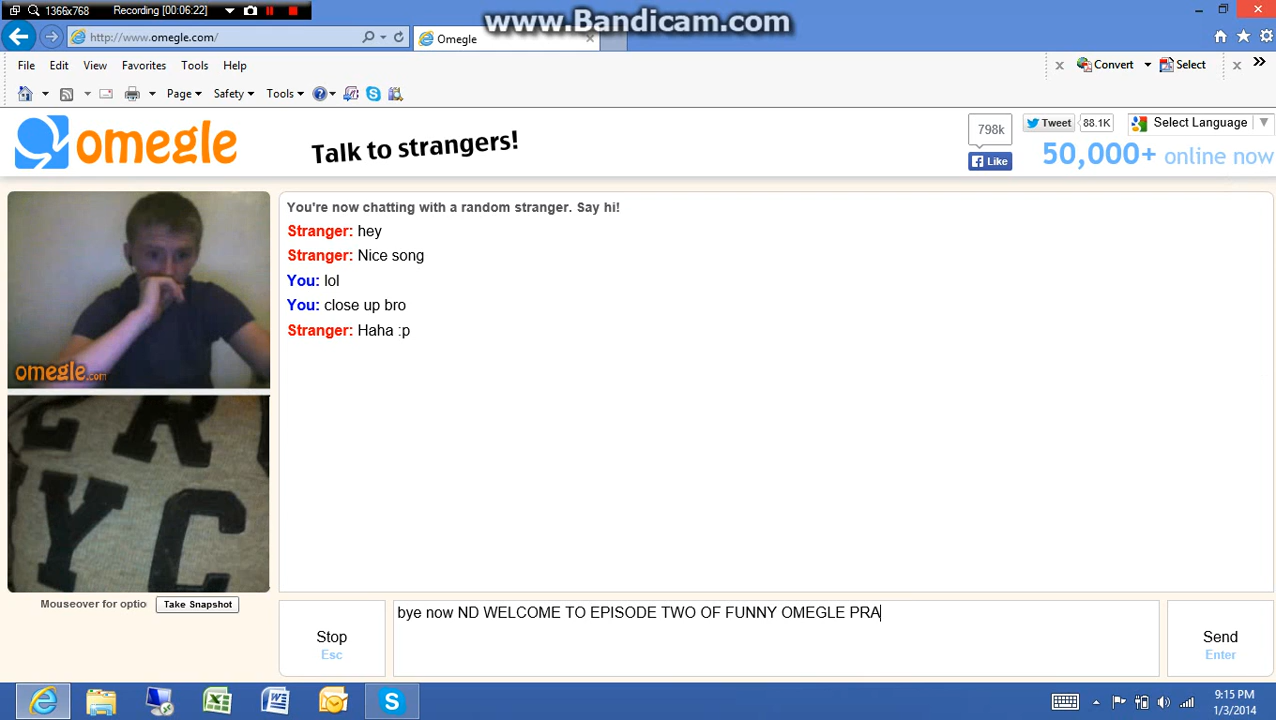 1366x768 Recording [00:06:22]
www.Bandicam.com
http://www.omegle.com/
Omegle
File Edit View Favorites Tools Help
Convert Select
Page Safety Tools
omegle
Talk to strangers!
798k
Like
Tweet 88.1K
Select Language
50,000+ online now
You're now chatting with a random stranger. Say hi!
Stranger: hey
Stranger: Nice song
You: lol
You: close up bro
Stranger: Haha :p
omegle.com
Y C
Mouseover for optio Take Snapshot
Stop
Esc
bye now ND WELCOME TO EPISODE TWO OF FUNNY OMEGLE PRA
Send
Enter
9:15 PM
1/3/2014